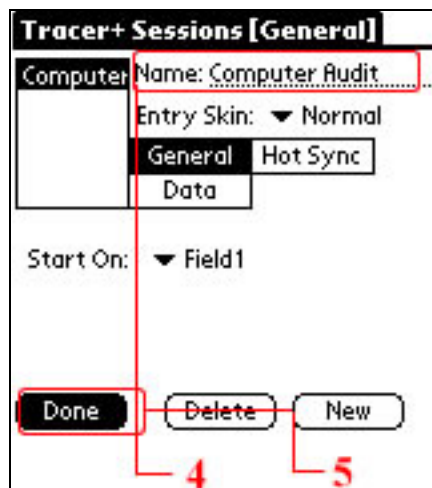 Tracer+ Sessions [General]
Computer Name: Computer Audit
Entry Skin: Normal
General Hot Sync
Data
Start On: Field1
Done Delete New
4 5